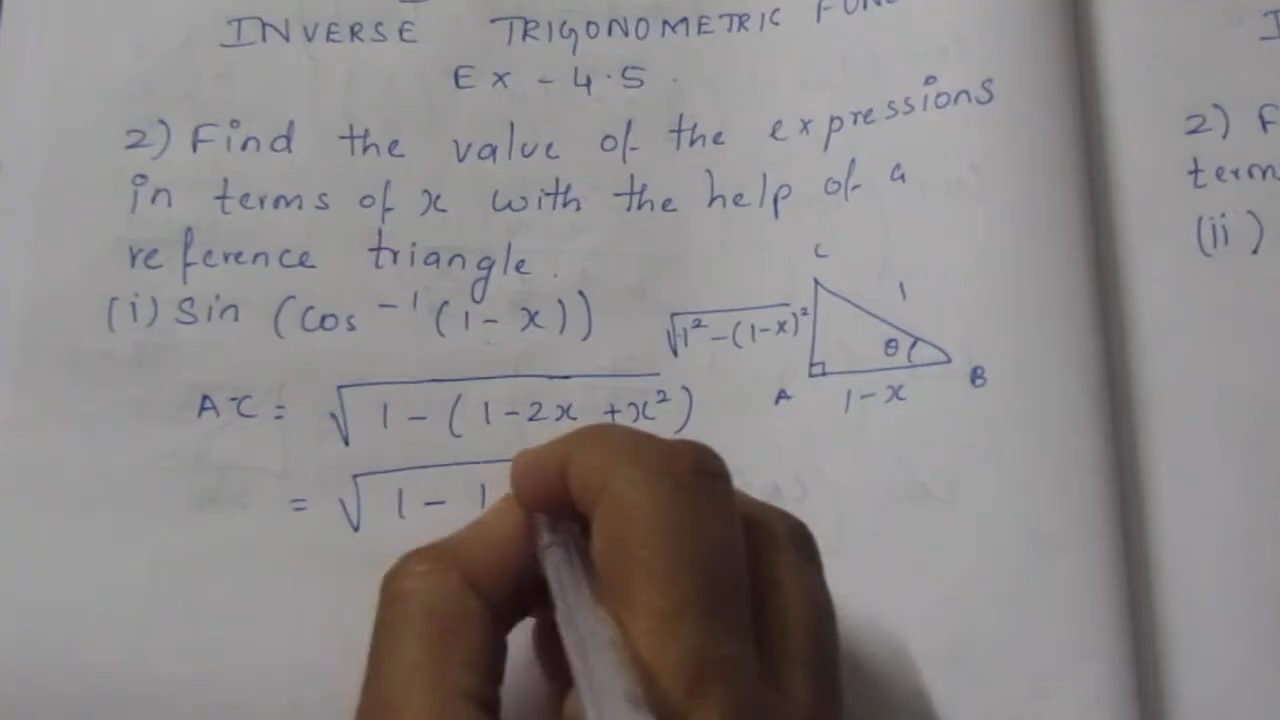 INVERSE TRIGONOMETRIC
Ex - 4.5.
2) Find the value of the expressions
in terms of x with the help of a
reference triangle.
(i) Sin (cos⁻¹(1-x))
C
1
√1²-(1-x)²
θ
A
B
1-x
AC = √1-(1-2x+x²)
= √1-1
2)
(ii)